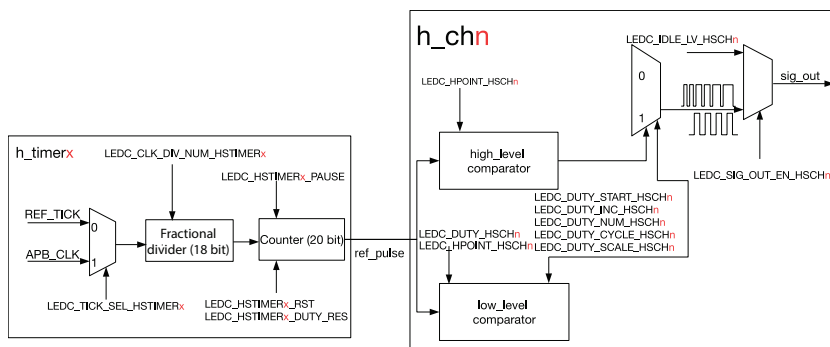 h_timerx
LEDC_CLK_DIV_NUM_HSTIMERx
LEDC_HSTIMERx_PAUSE
REF_TICK
0
APB_CLK
1
Fractional
divider (18 bit)
Counter (20 bit)
LEDC_TICK_SEL_HSTIMERx
LEDC_HSTIMERx_RST
LEDC_HSTIMERx_DUTY_RES
ref_pulse
h_chn
LEDC_HPOINT_HSCHn
high_level
comparator
LEDC_DUTY_HSCHn
LEDC_HPOINT_HSCHn
low_level
comparator
LEDC_DUTY_START_HSCHn
LEDC_DUTY_INC_HSCHn
LEDC_DUTY_NUM_HSCHn
LEDC_DUTY_CYCLE_HSCHn
LEDC_DUTY_SCALE_HSCHn
0
1
LEDC_IDLE_LV_HSCHn
sig_out
LEDC_SIG_OUT_EN_HSCHn